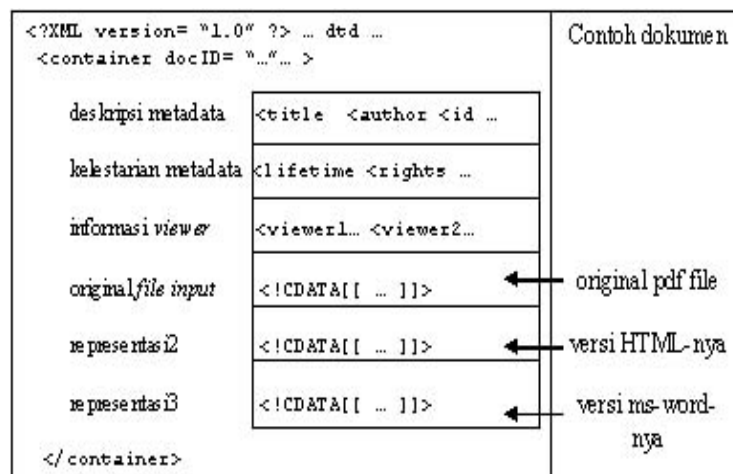 <?XML version= "1.0" ?> … dtd …
<container docID= "…"… >
Contoh dokumen
deskripsi metadata <title <author <id …
kelestarian metadata <lifetime <rights …
informasi viewer <viewer1… <viewer2…
original file input <!CDATA[[ … ]]> original pdf file
representasi2 <!CDATA[[ … ]]> versi HTML-nya
representasi3 <!CDATA[[ … ]]> versi ms-word-
nya
</container>